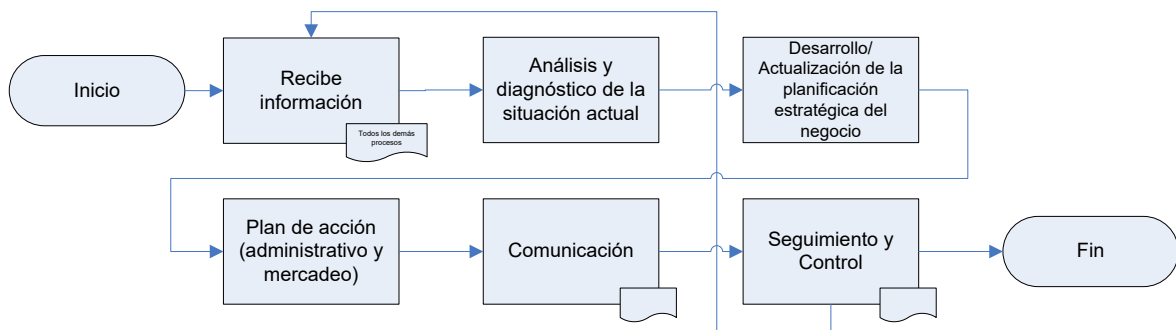 Inicio
Recibe
información
Todos los demás
procesos
Análisis y
diagnóstico de la
situación actual
Desarrollo/
Actualización de la
planificación
estratégica del
negocio
Plan de acción
(administrativo y
mercadeo)
Comunicación
Seguimiento y
Control
Fin